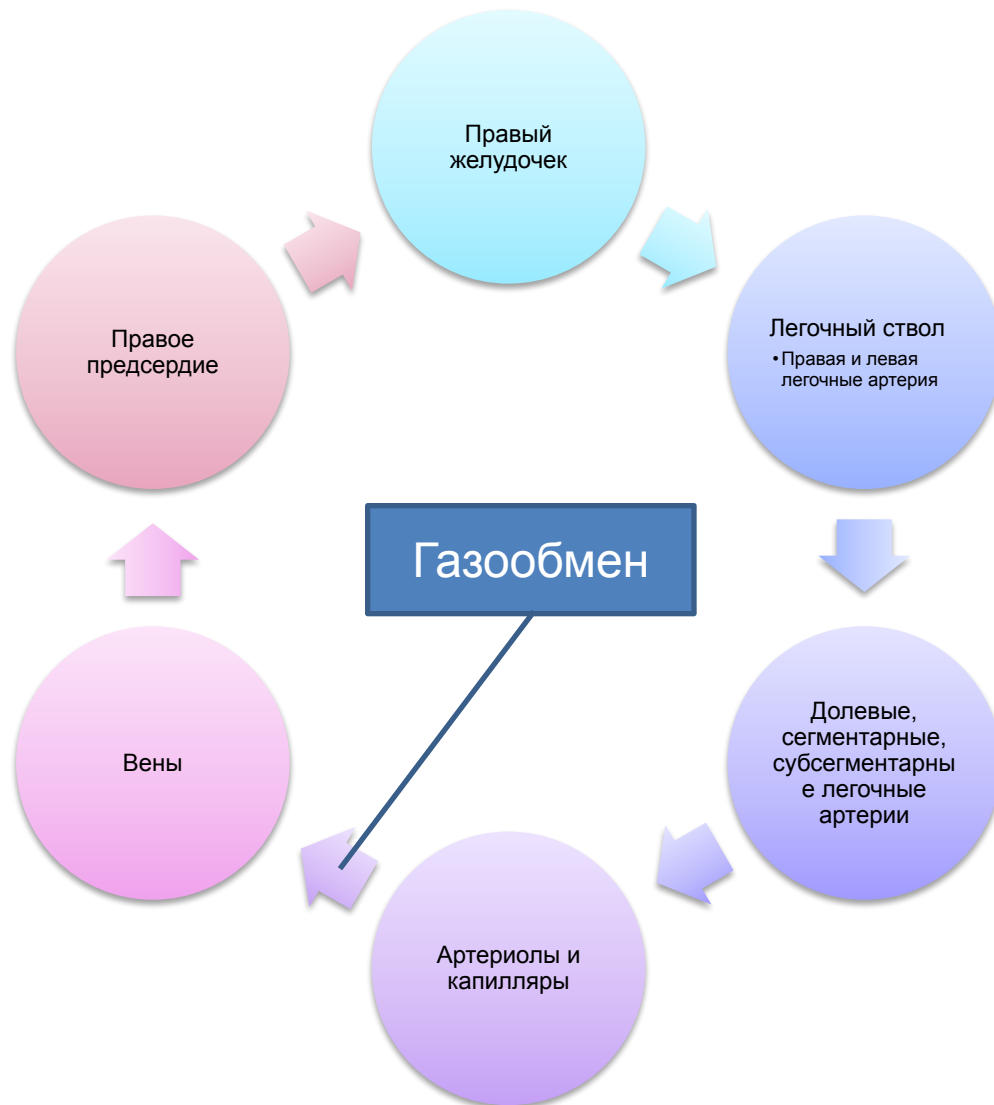 Правый
желудочек
Легочный ствол
•Правая и левая
легочные артерия
Долевые,
сегментарные,
субсегментарны
е легочные
артерии
Артериолы и
капилляры
Вены
Правое
предсердие
Газообмен